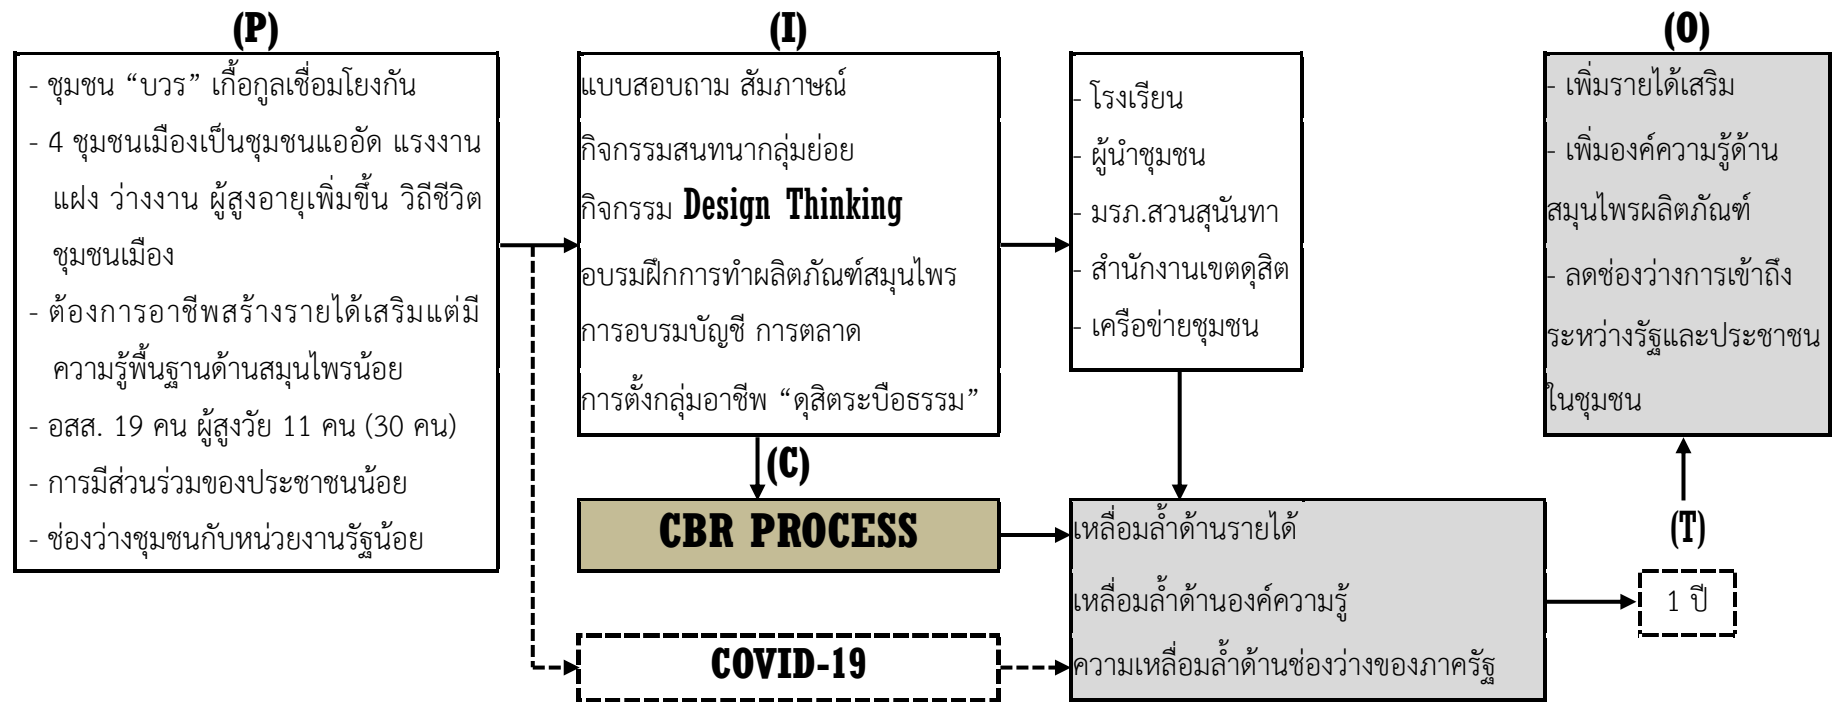 (P)
- ชุมชน “บวร” เกื้อกูลเชื่อมโยงกัน
- 4 ชุมชนเมืองเป็นชุมชนแออัด แรงงาน
แฝง ว่างงาน ผู้สูงอายุเพิ่มขึ้น วิถีชีวิต
ชุมชนเมือง
- ต้องการอาชีพสร้างรายได้เสริมแต่มี
ความรู้พื้นฐานด้านสมุนไพรน้อย
- อสส. 19 คน ผู้สูงวัย 11 คน (30 คน)
- การมีส่วนร่วมของประชาชนน้อย
- ช่องว่างชุมชนกับหน่วยงานรัฐน้อย
(I)
แบบสอบถาม สัมภาษณ์
กิจกรรมสนทนากลุ่มย่อย
กิจกรรม Design Thinking
อบรมฝึกการทำผลิตภัณฑ์สมุนไพร
การอบรมบัญชี การตลาด
การตั้งกลุ่มอาชีพ “ดุสิตระบือธรรม”
- โรงเรียน
- ผู้นำชุมชน
- มรภ.สวนสุนันทา
- สำนักงานเขตดุสิต
- เครือข่ายชุมชน
(C)
CBR PROCESS
COVID-19
เหลื่อมล้ำด้านรายได้
เหลื่อมล้ำด้านองค์ความรู้
ความเหลื่อมล้ำด้านช่องว่างของภาครัฐ
(O)
- เพิ่มรายได้เสริม
- เพิ่มองค์ความรู้ด้าน
สมุนไพรผลิตภัณฑ์
- ลดช่องว่างการเข้าถึง
ระหว่างรัฐและประชาชน
ในชุมชน
(T)
1 ปี